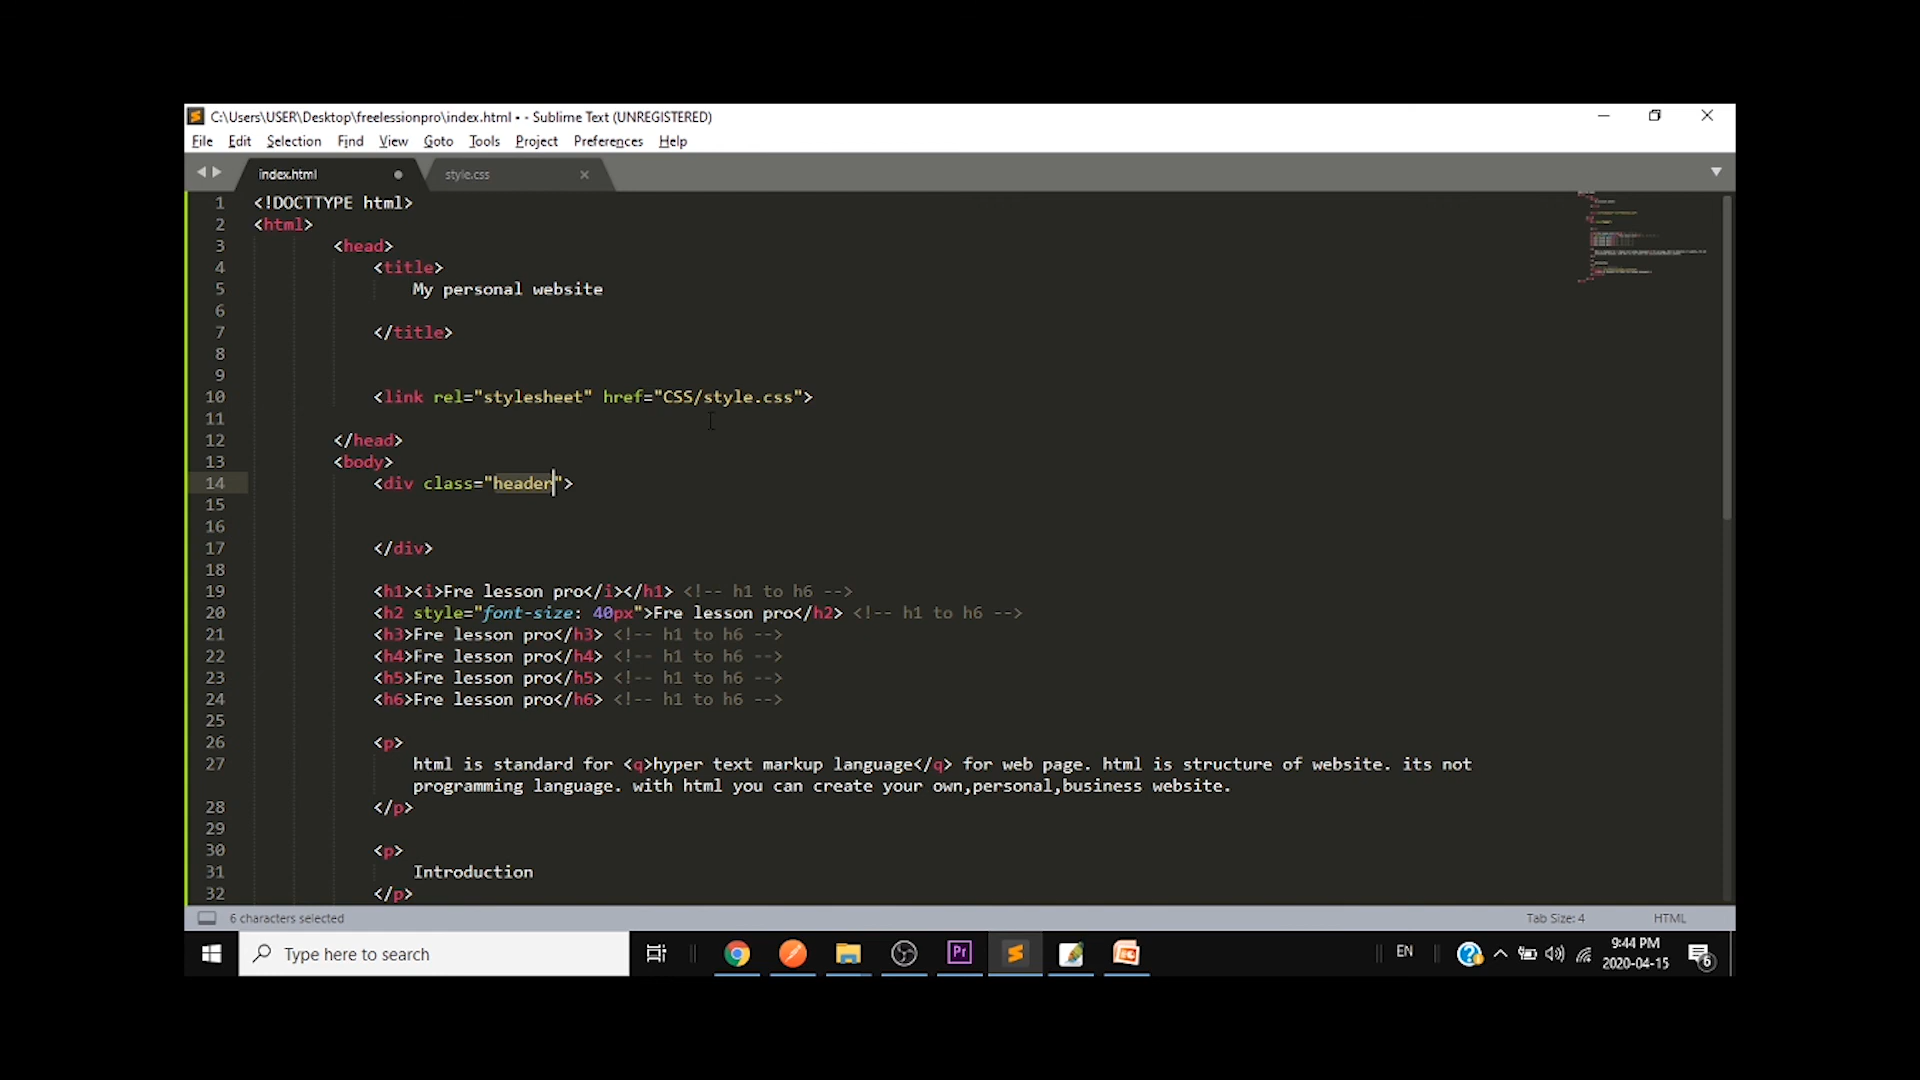 C:\Users\USER\Desktop\freelessionpro\index.html • - Sublime Text (UNREGISTERED)
File Edit Selection Find View Goto Tools Project Preferences Help
index.html style.css
1 <!DOCTTYPE html>
2 <html>
3 <head>
4 <title>
5 My personal website
6
7 </title>
8
9
10 <link rel="stylesheet" href="CSS/style.css">
11
12 </head>
13 <body>
14 <div class="header">
15
16
17 </div>
18
19 <h1><i>Fre lesson pro</i></h1> <!-- h1 to h6 -->
20 <h2 style="font-size: 40px">Fre lesson pro</h2> <!-- h1 to h6 -->
21 <h3>Fre lesson pro</h3> <!-- h1 to h6 -->
22 <h4>Fre lesson pro</h4> <!-- h1 to h6 -->
23 <h5>Fre lesson pro</h5> <!-- h1 to h6 -->
24 <h6>Fre lesson pro</h6> <!-- h1 to h6 -->
25
26 <p>
27 html is standard for <q>hyper text markup language</q> for web page. html is structure of website. its not
programming language. with html you can create your own,personal,business website.
28 </p>
29
30 <p>
31 Introduction
32 </p>
6 characters selected Tab Size: 4 HTML
Type here to search Pr EN 9:44 PM
2020-04-15 6